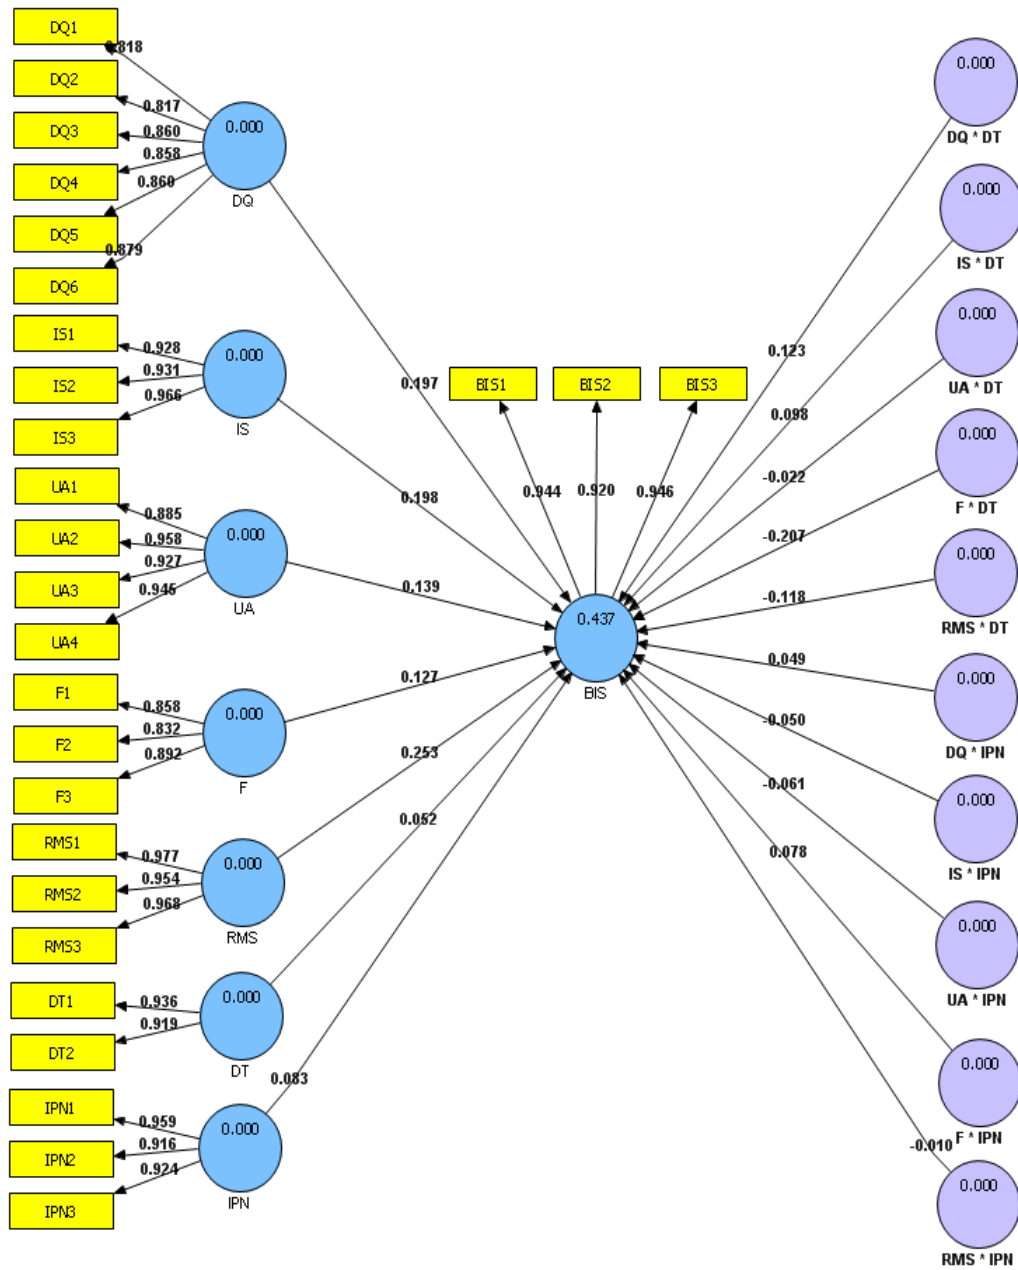 DQ1
0.818
DQ2
0.817
DQ3
0.860
DQ4
0.858
DQ5
0.860
DQ6
0.879
0.000
DQ
IS1
0.928
IS2
0.931
IS3
0.966
0.000
IS
UA1
0.885
UA2
0.958
UA3
0.927
UA4
0.945
0.000
UA
F1
0.858
F2
0.832
F3
0.892
0.000
F
RMS1
0.977
RMS2
0.954
RMS3
0.968
0.000
RMS
DT1
0.936
DT2
0.919
0.000
DT
IPN1
0.959
IPN2
0.916
IPN3
0.924
0.000
IPN
0.197
0.198
0.139
0.127
0.253
0.052
0.083
BIS1
BIS2
BIS3
0.944
0.920
0.946
0.437
BIS
0.123
0.098
-0.022
-0.207
-0.118
0.049
-0.050
-0.061
0.078
-0.010
0.000
DQ * DT
0.000
IS * DT
0.000
UA * DT
0.000
F * DT
0.000
RMS * DT
0.000
DQ * IPN
0.000
IS * IPN
0.000
UA * IPN
0.000
F * IPN
0.000
RMS * IPN